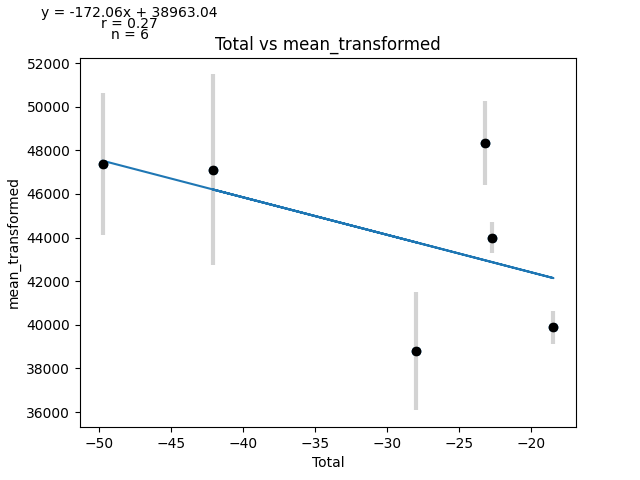 y = -172.06x + 38963.04
r = 0.27
n = 6
Total vs mean_transformed
52000
50000
48000
46000
44000
42000
40000
38000
36000
mean_transformed
−50 −45 −40 −35 −30 −25 −20
Total